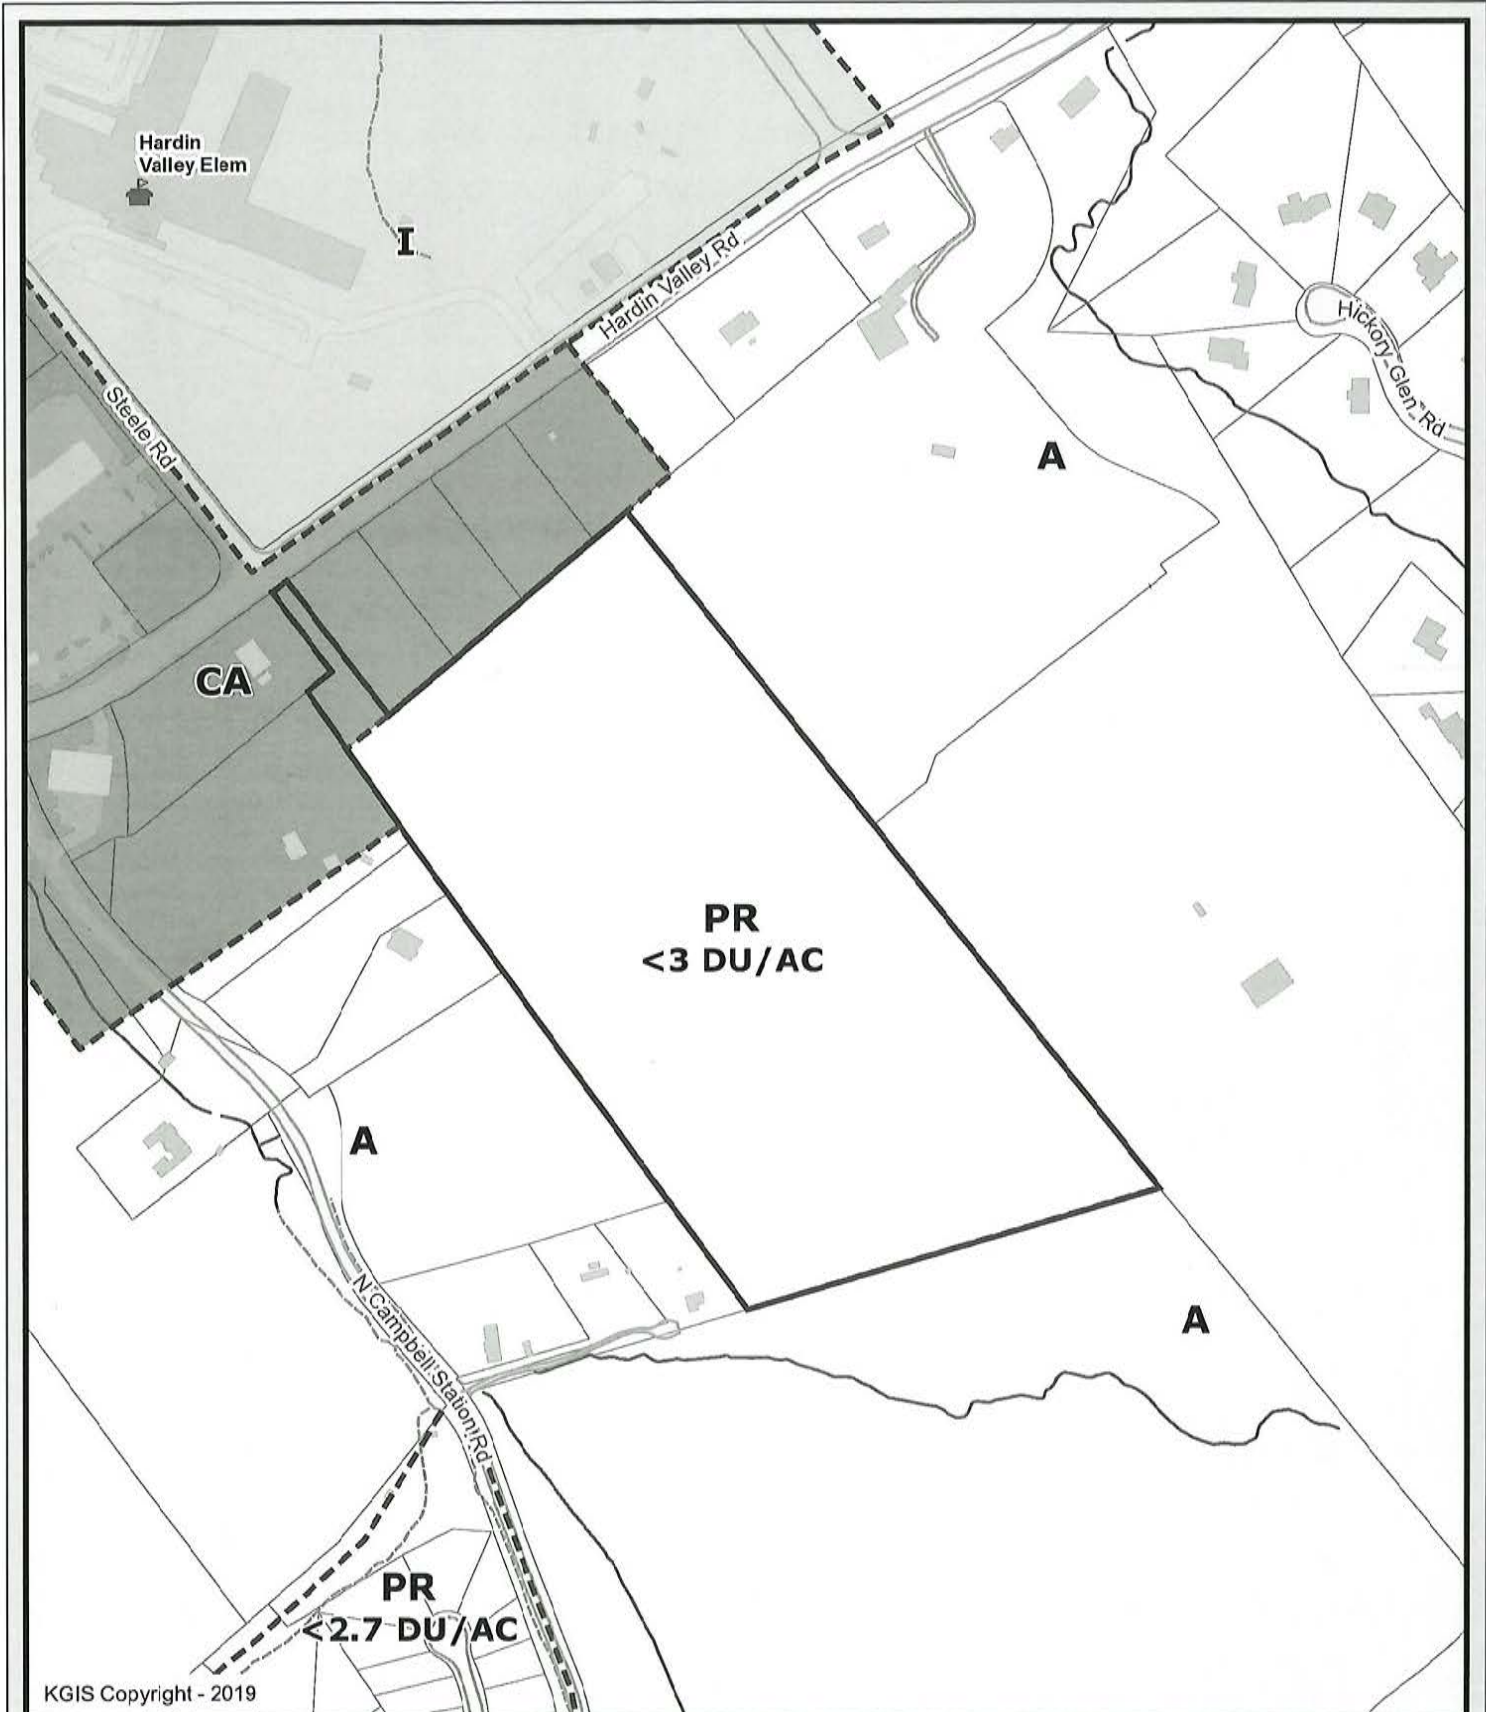 Hardin
Valley Elem
I
Hardin Valley Rd
Hickory Glen Rd
Steele Rd
A
CA
PR
<3 DU/AC
A
N Campbell Station Rd
A
PR
<2.7 DU/AC
KGIS Copyright - 2019